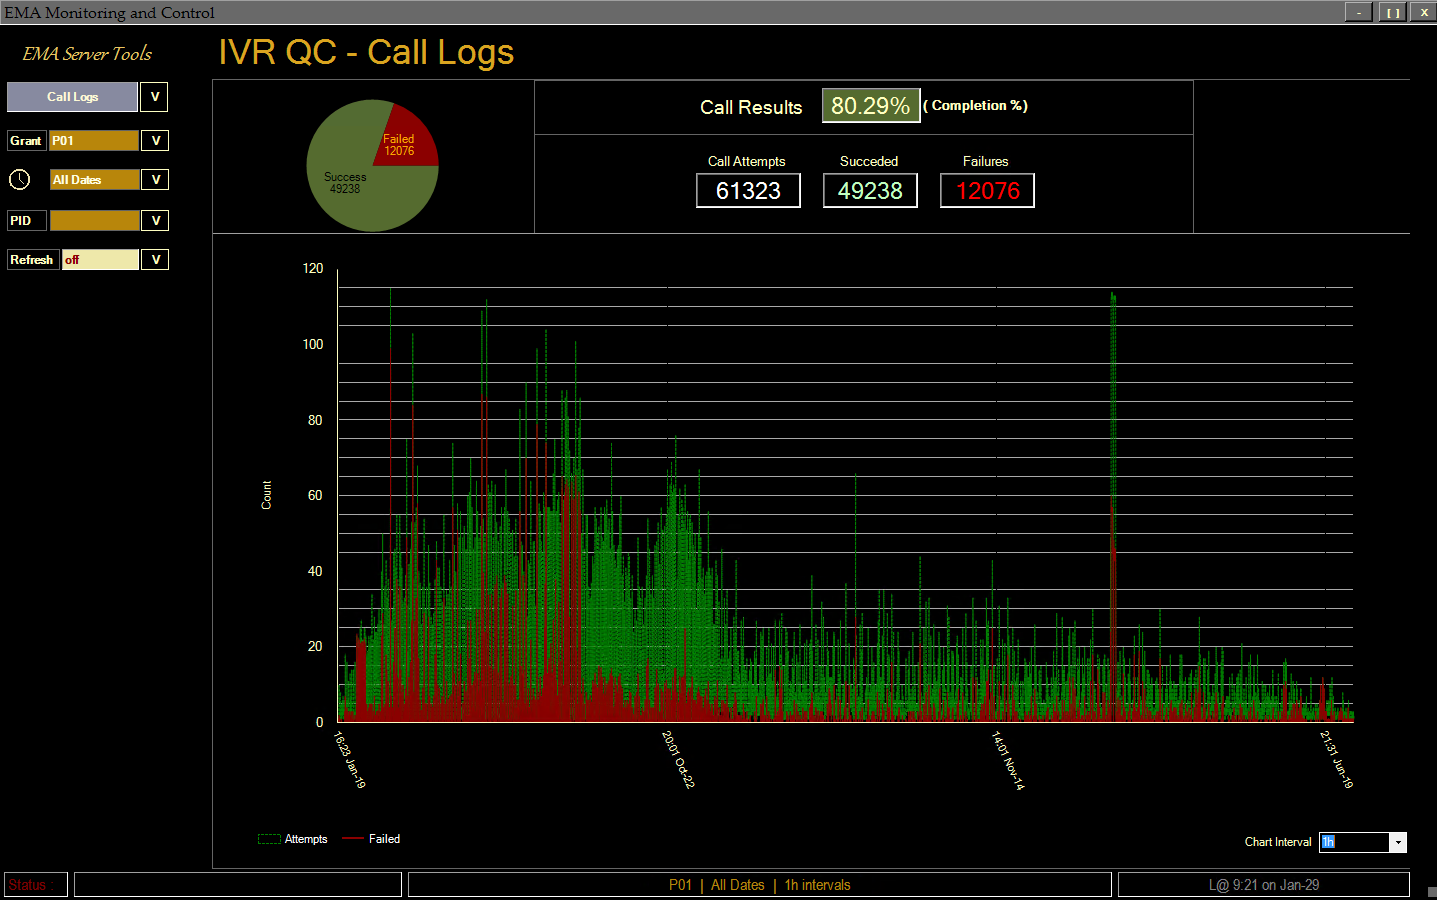 EMA Monitoring and Control
- [ ] X
EMA Server Tools
IVR QC - Call Logs
Call Logs V
Grant P01 V
All Dates V
PID V
Refresh off V
Failed
12076
Success
49238
Call Results 80.29% ( Completion %)
Call Attempts Succeded Failures
61323 49238 12076
120
100
80
60
40
20
0
Count
16:23 Jan-19
20:01 Oct-22
14:01 Nov-14
21:31 Jun-19
Attempts Failed
Chart Interval 1h
Status :
P01 | All Dates | 1h intervals
L@ 9:21 on Jan-29